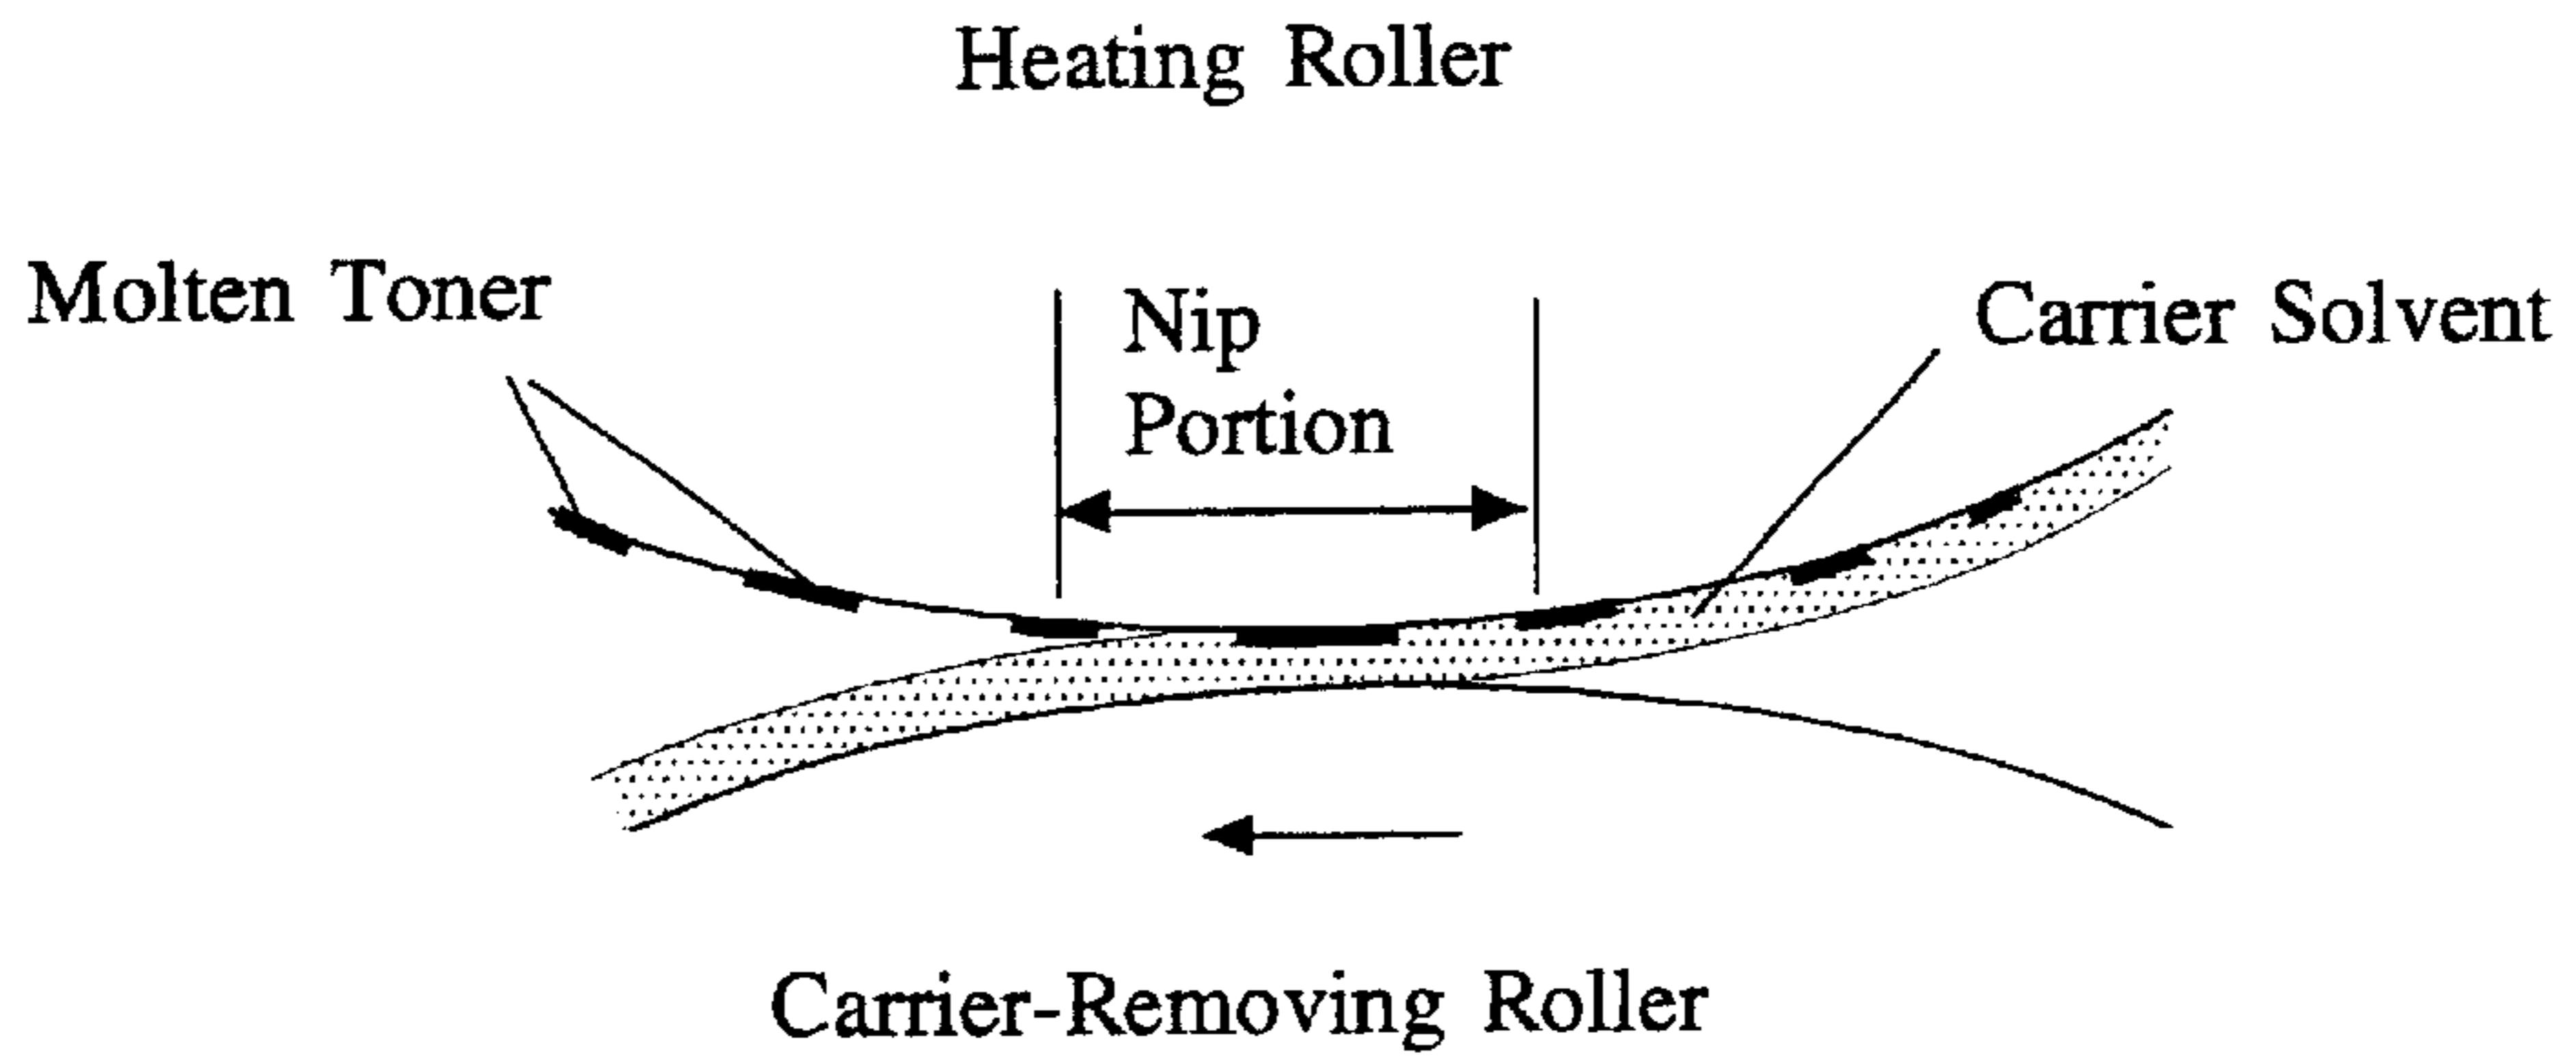 Heating Roller
Molten Toner
Nip
Portion
Carrier Solvent
Carrier-Removing Roller